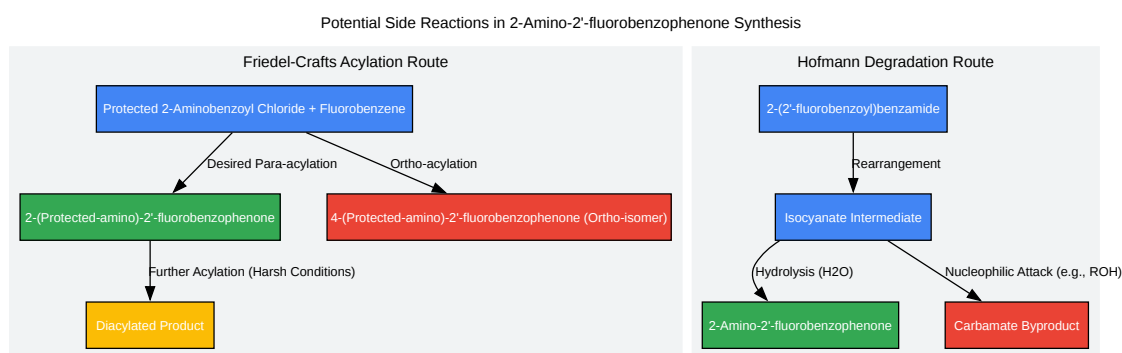 Potential Side Reactions in 2-Amino-2'-fluorobenzophenone Synthesis
Friedel-Crafts Acylation Route
Protected 2-Aminobenzoyl Chloride + Fluorobenzene
Desired Para-acylation
Ortho-acylation
2-(Protected-amino)-2'-fluorobenzophenone
4-(Protected-amino)-2'-fluorobenzophenone (Ortho-isomer)
Further Acylation (Harsh Conditions)
Diacylated Product
Hofmann Degradation Route
2-(2'-fluorobenzoyl)benzamide
Rearrangement
Isocyanate Intermediate
Hydrolysis (H2O)
Nucleophilic Attack (e.g., ROH)
2-Amino-2'-fluorobenzophenone
Carbamate Byproduct